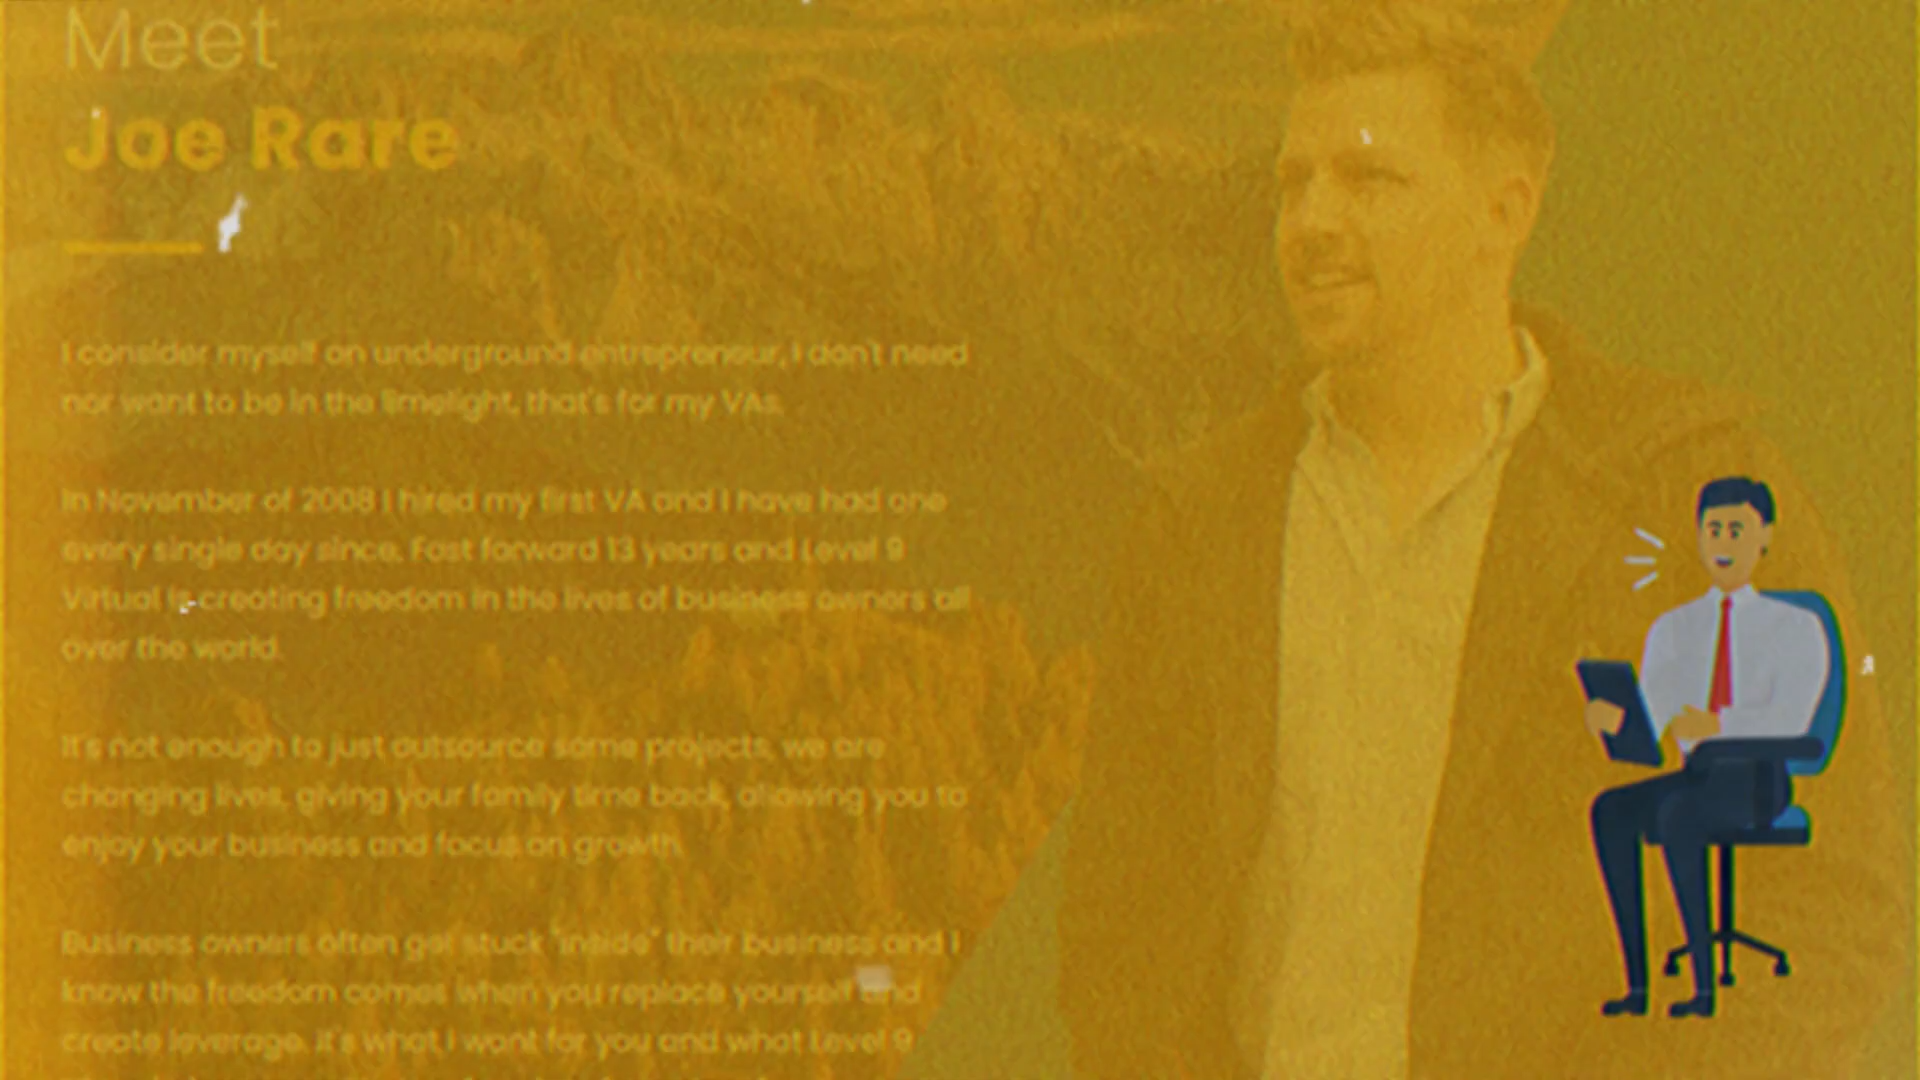 Meet
Joe Rare
I consider myself an underground entrepreneur, I don't need
nor want to be in the limelight, that's for my VAs.
In November of 2008 I hired my first VA and I have had one
every single day since. Fast forward 13 years and Level 9
Virtual is creating freedom in the lives of business owners all
over the world.
It's not enough to just outsource some projects, we are
changing lives, giving your family time back, allowing you to
enjoy your business and focus on growth.
Business owners often get stuck "inside" their business and I
know the freedom comes when you replace yourself and
create leverage. It's what I want for you and what Level 9